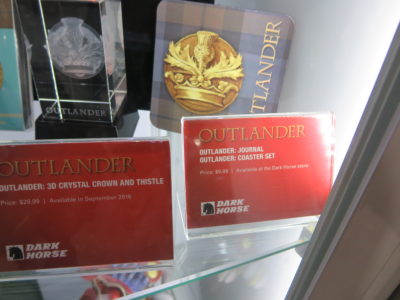 OUTLANDER
OUTLANDER
OUTLANDER
OUTLANDER: 3D CRYSTAL CROWN AND THISTLE
Price: $29.99 | Available in September 2016
DARK
HORSE
OUTLANDER
OUTLANDER: JOURNAL
OUTLANDER: COASTER SET
Price: $9.99 | Available at the Dark Horse store
DARK
HORSE